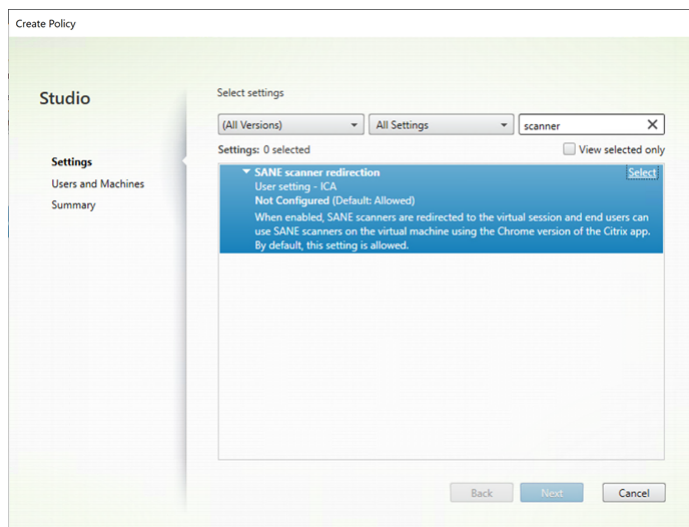 Create Policy
Studio
Settings
Users and Machines
Summary
Select settings
(All Versions)
All Settings
scanner
Settings: 0 selected
View selected only
SANE scanner redirection
Select
User setting - ICA
Not Configured (Default: Allowed)
When enabled, SANE scanners are redirected to the virtual session and end users can
use SANE scanners on the virtual machine using the Chrome version of the Citrix app.
By default, this setting is allowed.
Back
Next
Cancel